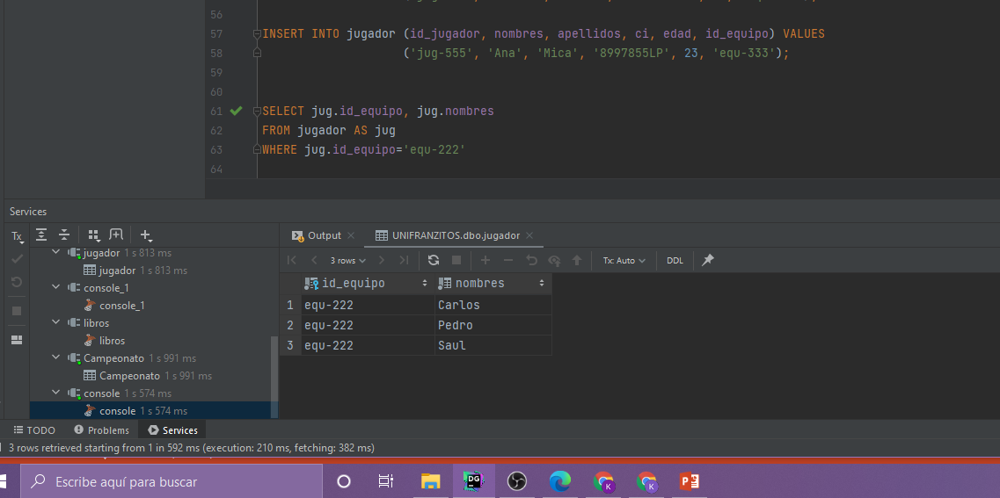 56
57 INSERT INTO jugador (id_jugador, nombres, apellidos, ci, edad, id_equipo) VALUES
58 ('jug-555', 'Ana', 'Mica', '8997855LP', 23, 'equ-333');
59
60
61 SELECT jug.id_equipo, jug.nombres
62 FROM jugador AS jug
63 WHERE jug.id_equipo='equ-222'
64
Services
Tx
Output UNIFRANZITOS.dbo.jugador
3 rows Tx: Auto DDL
jugador 1 s 813 ms
jugador 1 s 813 ms
console_1
console_1
libros
libros
Campeonato 1 s 991 ms
Campeonato 1 s 991 ms
console 1 s 574 ms
console 1 s 574 ms
id_equipo nombres
1 equ-222 Carlos
2 equ-222 Pedro
3 equ-222 Saul
TODO Problems Services
3 rows retrieved starting from 1 in 592 ms (execution: 210 ms, fetching: 382 ms)
Escribe aquí para buscar
DG
K
K
P